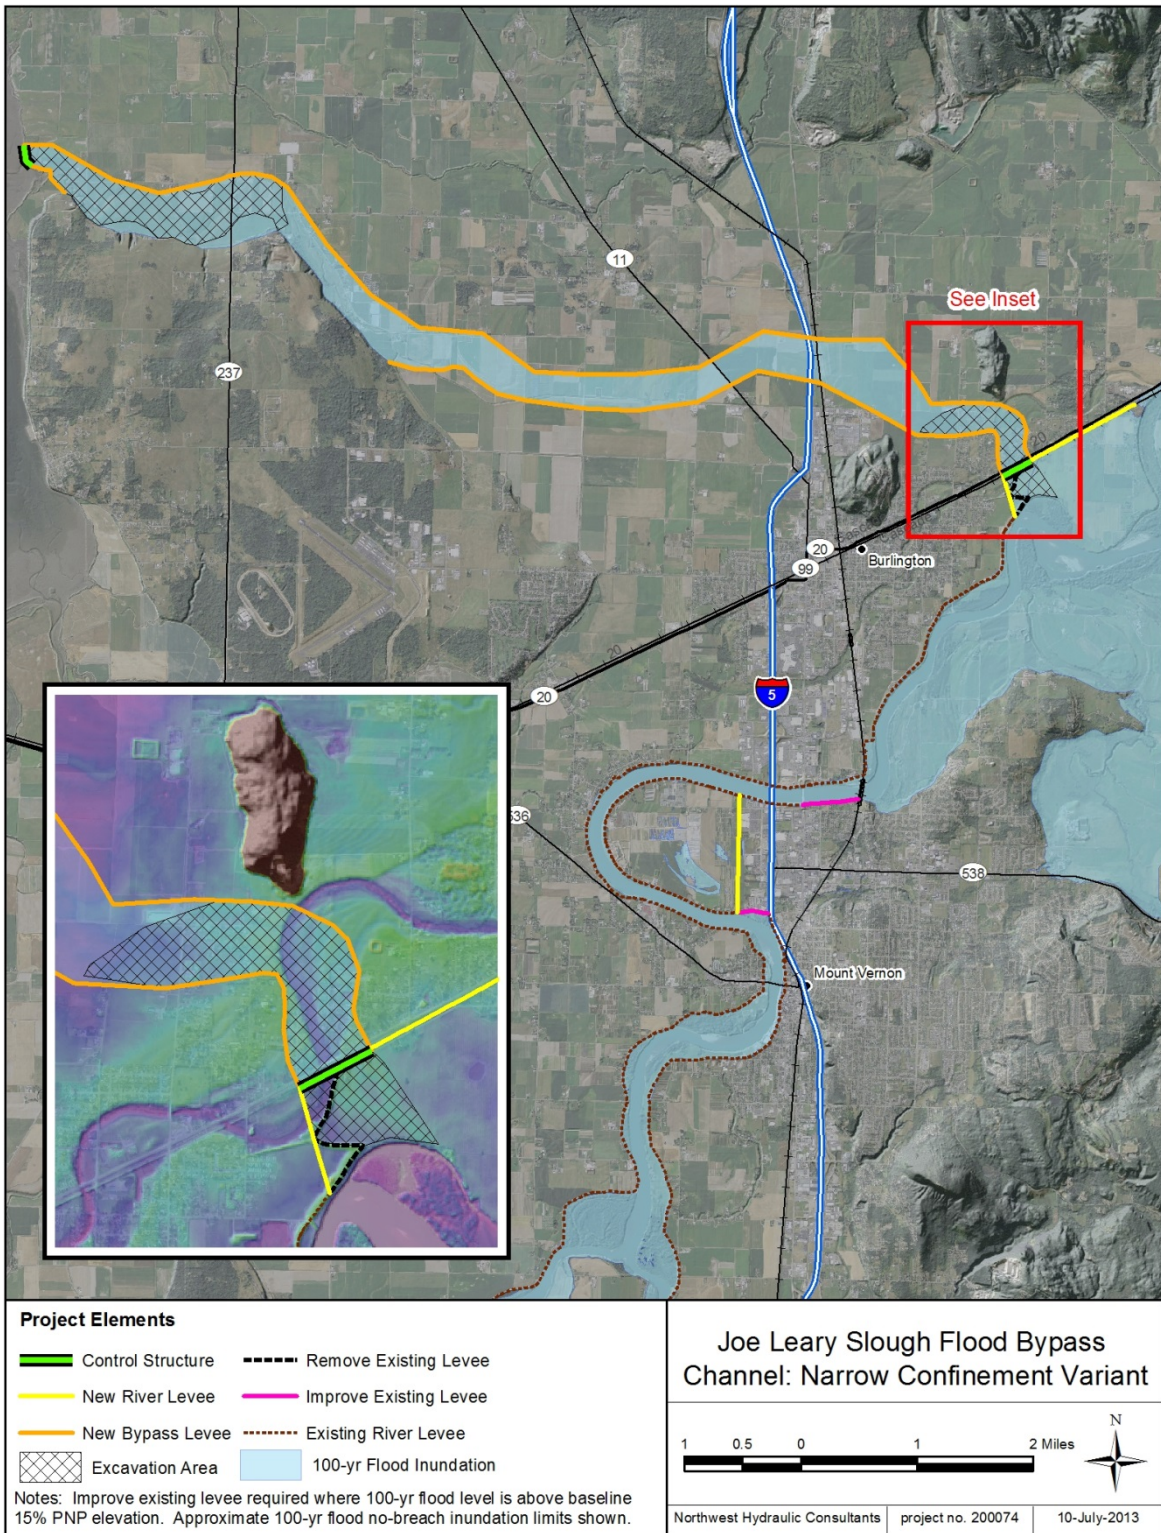 See Inset
11
237
20
20
99
Burlington
20
20
5
536
538
Mount Vernon
Project Elements
Control Structure
Remove Existing Levee
New River Levee
Improve Existing Levee
New Bypass Levee
Existing River Levee
Excavation Area
100-yr Flood Inundation
Notes: Improve existing levee required where 100-yr flood level is above baseline
15% PNP elevation. Approximate 100-yr flood no-breach inundation limits shown.
Joe Leary Slough Flood Bypass
Channel: Narrow Confinement Variant
N
1 0.5 0 1 2 Miles
Northwest Hydraulic Consultants
project no. 200074
10-July-2013